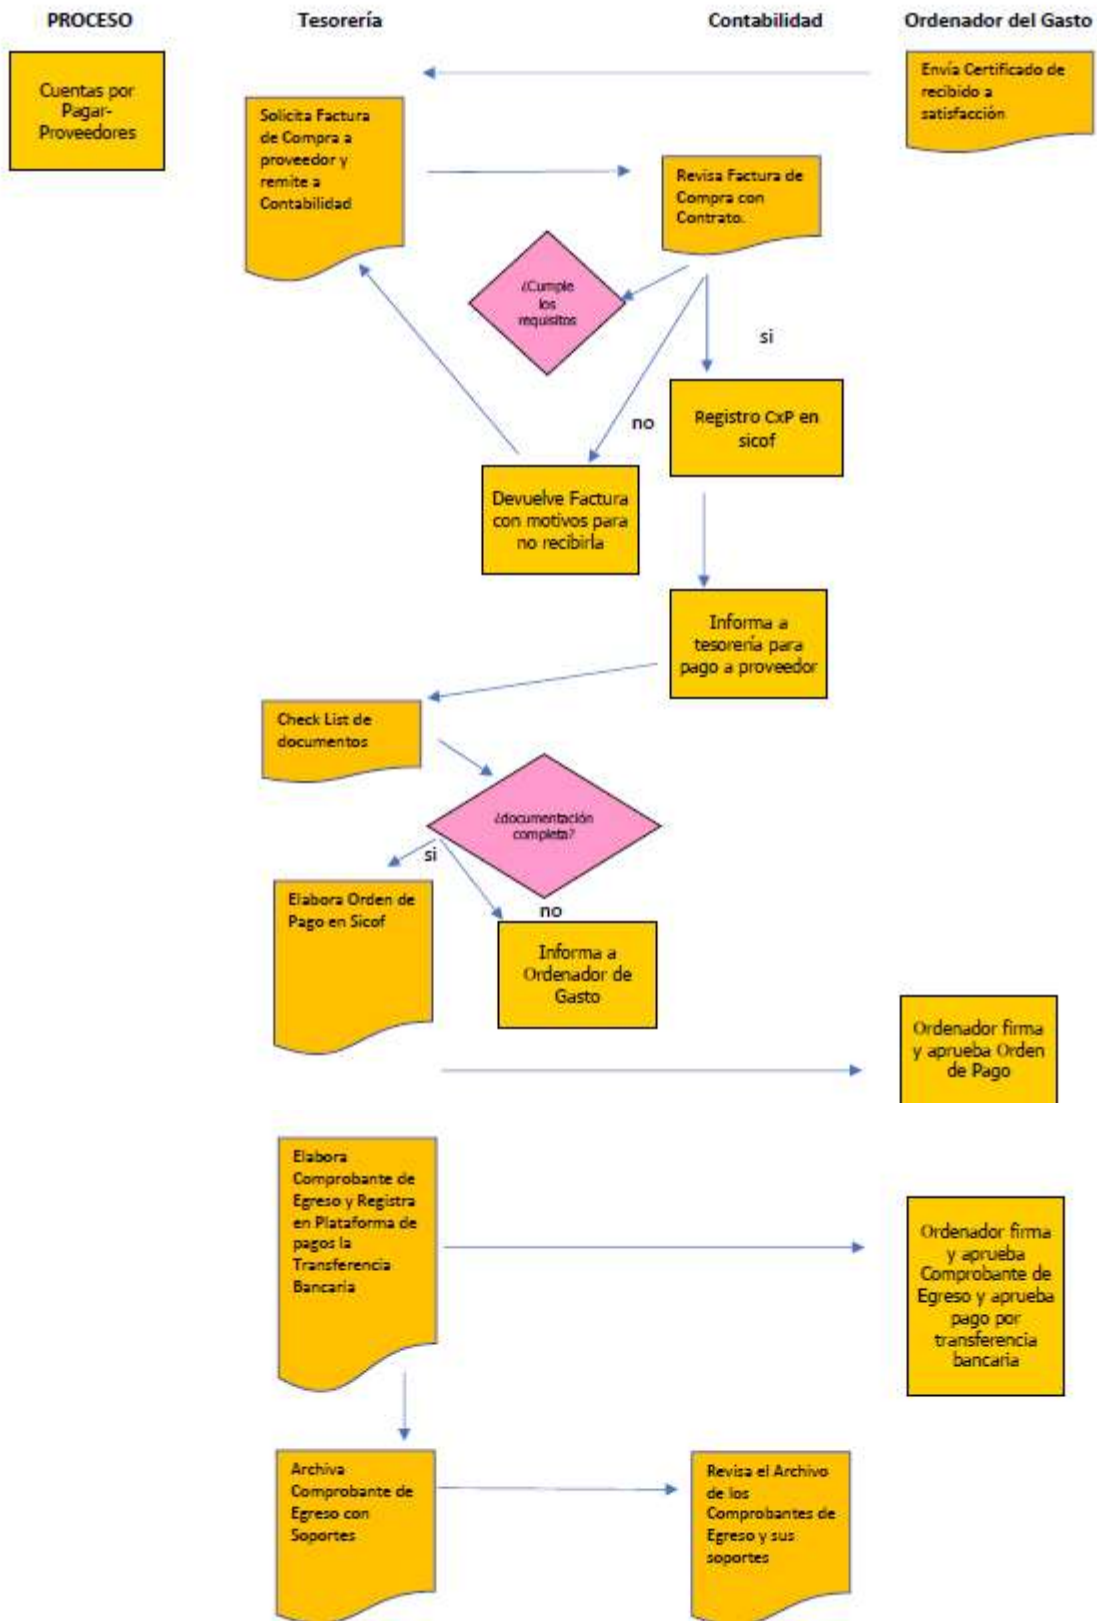 PROCESO
Tesorería
Contabilidad
Ordenador del Gasto
Cuentas por
Pagar-
Proveedores
Envía Certificado de
recibido a
satisfacción
Solicita Factura
de Compra a
proveedor y
remite a
Contabilidad
Revisa Factura de
Compra con
Contrato.
¿Cumple
los
requisitos
si
no
Registro CxP en
sicof
Devuelve Factura
con motivos para
no recibirla
Informa a
tesorería para
pago a proveedor
Check List de
documentos
¿documentación
completa?
si
no
Elabora Orden de
Pago en Sicof
Informa a
Ordenador de
Gasto
Ordenador firma
y aprueba Orden
de Pago
Elabora
Comprobante de
Egreso y Registra
en Plataforma de
pagos la
Transferencia
Bancaria
Ordenador firma
y aprueba
Comprobante de
Egreso y aprueba
pago por
transferencia
bancaria
Archiva
Comprobante de
Egreso con
Soportes
Revisa el Archivo
de los
Comprobantes de
Egreso y sus
soportes